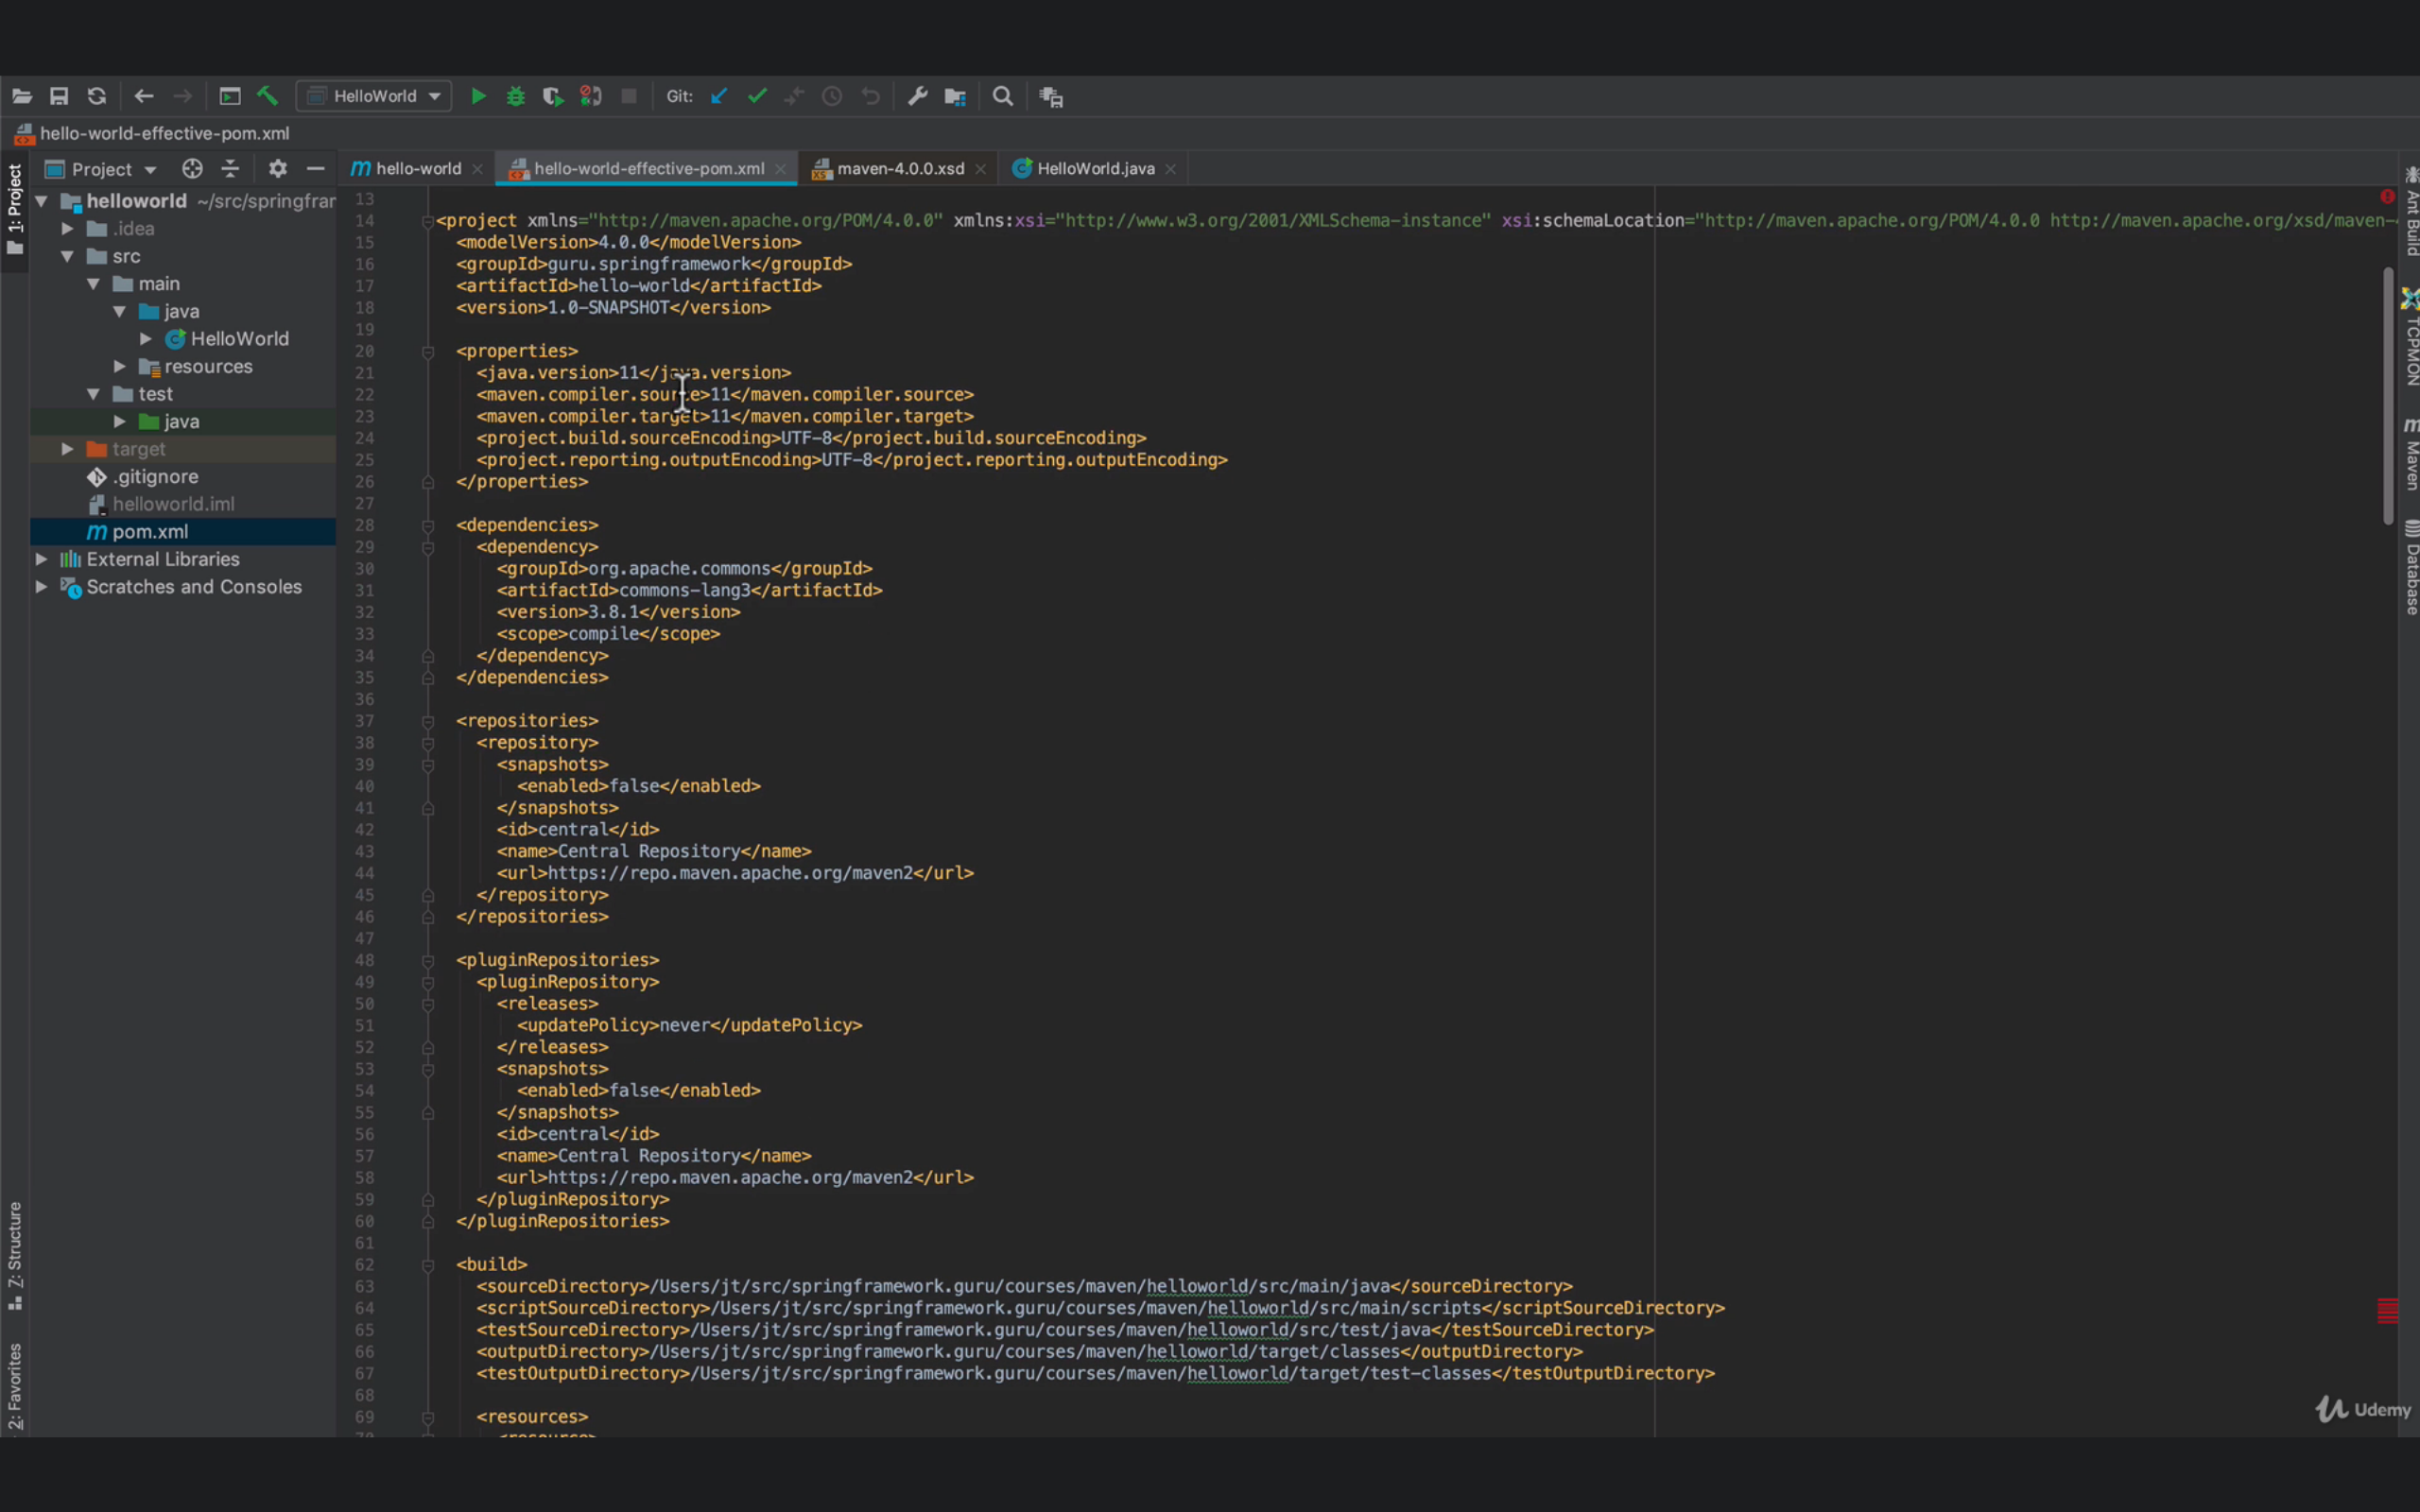 HelloWorld
Git:
hello-world-effective-pom.xml
1: Project
Project
hello-world
hello-world-effective-pom.xml
maven-4.0.0.xsd
HelloWorld.java
helloworld ~/src/springfran
.idea
src
main
java
HelloWorld
resources
test
java
target
.gitignore
helloworld.iml
pom.xml
External Libraries
Scratches and Consoles
7: Structure
2: Favorites
13
14 <project xmlns="http://maven.apache.org/POM/4.0.0" xmlns:xsi="http://www.w3.org/2001/XMLSchema-instance" xsi:schemaLocation="http://maven.apache.org/POM/4.0.0 http://maven.apache.org/xsd/maven-
15 <modelVersion>4.0.0</modelVersion>
16 <groupId>guru.springframework</groupId>
17 <artifactId>hello-world</artifactId>
18 <version>1.0-SNAPSHOT</version>
19
20 <properties>
21 <java.version>11</java.version>
22 <maven.compiler.source>11</maven.compiler.source>
23 <maven.compiler.target>11</maven.compiler.target>
24 <project.build.sourceEncoding>UTF-8</project.build.sourceEncoding>
25 <project.reporting.outputEncoding>UTF-8</project.reporting.outputEncoding>
26 </properties>
27
28 <dependencies>
29 <dependency>
30 <groupId>org.apache.commons</groupId>
31 <artifactId>commons-lang3</artifactId>
32 <version>3.8.1</version>
33 <scope>compile</scope>
34 </dependency>
35 </dependencies>
36
37 <repositories>
38 <repository>
39 <snapshots>
40 <enabled>false</enabled>
41 </snapshots>
42 <id>central</id>
43 <name>Central Repository</name>
44 <url>https://repo.maven.apache.org/maven2</url>
45 </repository>
46 </repositories>
47
48 <pluginRepositories>
49 <pluginRepository>
50 <releases>
51 <updatePolicy>never</updatePolicy>
52 </releases>
53 <snapshots>
54 <enabled>false</enabled>
55 </snapshots>
56 <id>central</id>
57 <name>Central Repository</name>
58 <url>https://repo.maven.apache.org/maven2</url>
59 </pluginRepository>
60 </pluginRepositories>
61
62 <build>
63 <sourceDirectory>/Users/jt/src/springframework.guru/courses/maven/helloworld/src/main/java</sourceDirectory>
64 <scriptSourceDirectory>/Users/jt/src/springframework.guru/courses/maven/helloworld/src/main/scripts</scriptSourceDirectory>
65 <testSourceDirectory>/Users/jt/src/springframework.guru/courses/maven/helloworld/src/test/java</testSourceDirectory>
66 <outputDirectory>/Users/jt/src/springframework.guru/courses/maven/helloworld/target/classes</outputDirectory>
67 <testOutputDirectory>/Users/jt/src/springframework.guru/courses/maven/helloworld/target/test-classes</testOutputDirectory>
68
69 <resources>
Ant Build
TCPMON
Maven
Database
Udemy